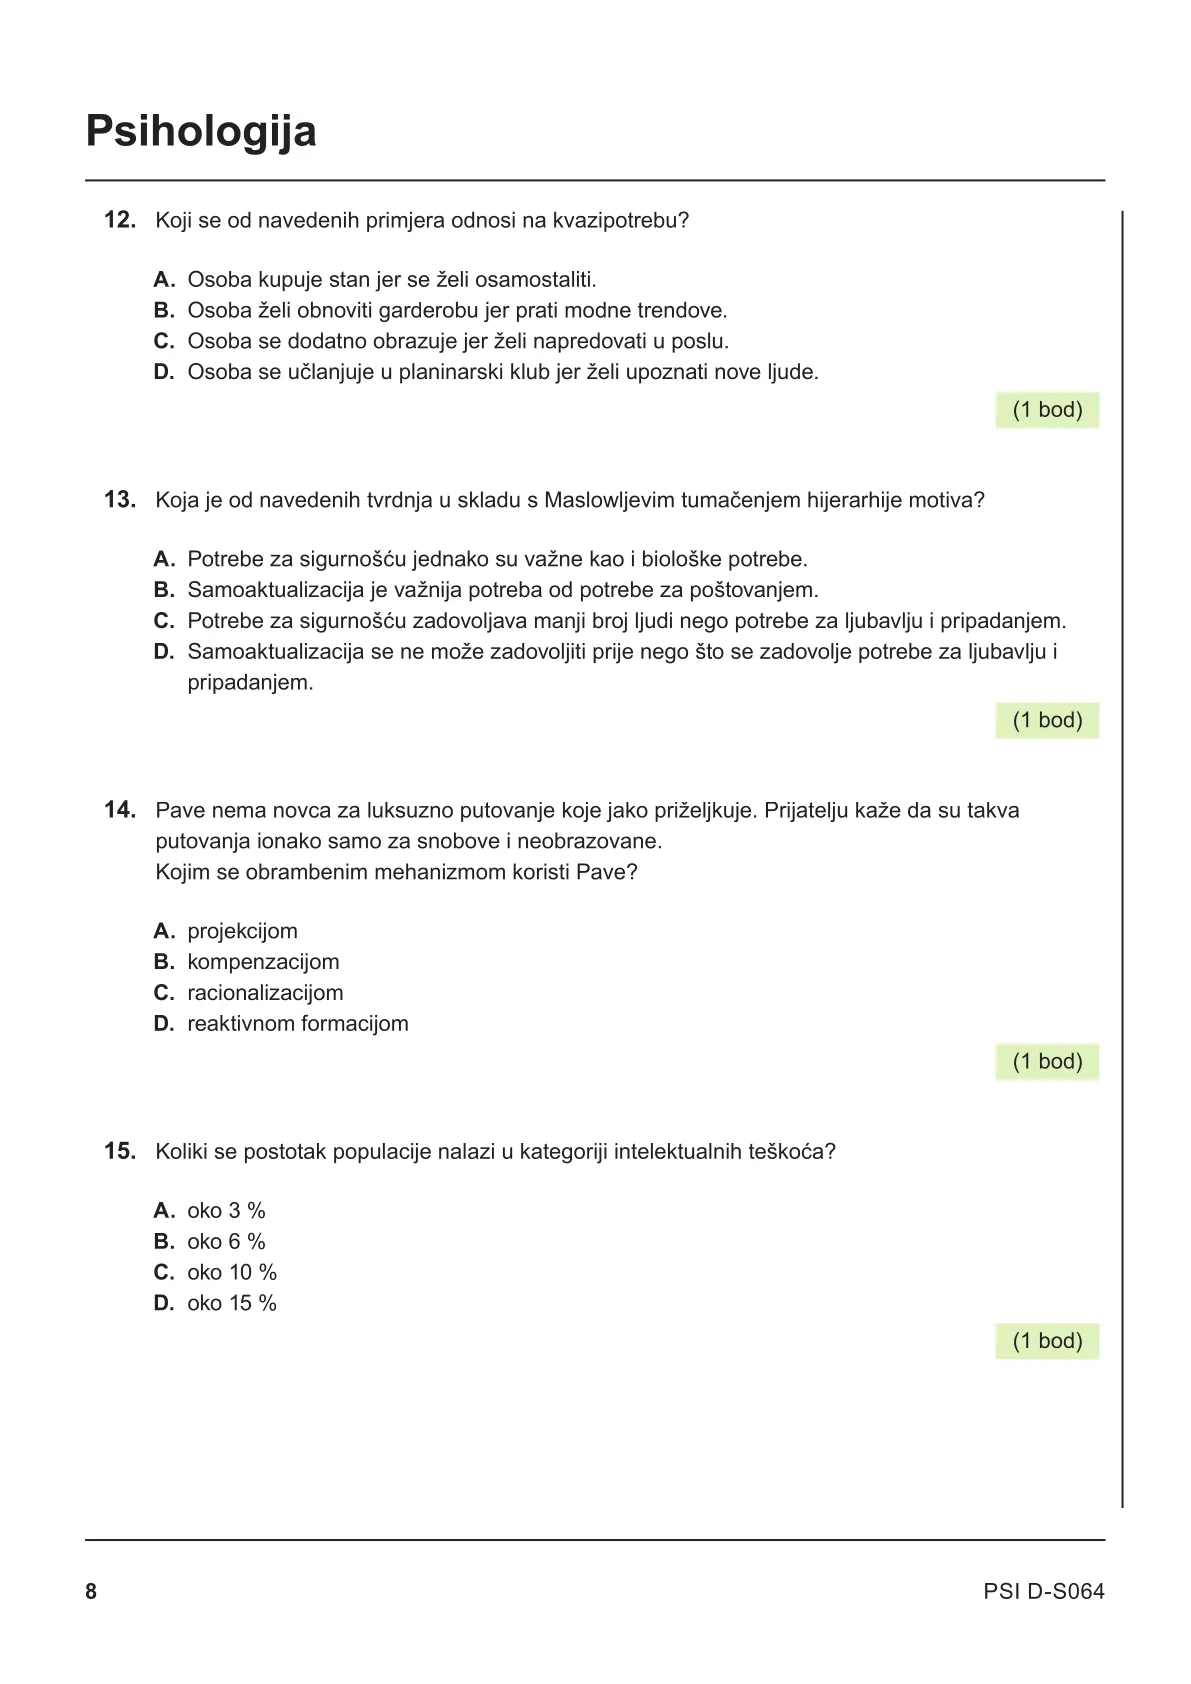 Psihologija
12. Koji se od navedenih primjera odnosi na kvazipotrebu?
A. Osoba kupuje stan jer se želi osamostaliti.
B. Osoba želi obnoviti garderobu jer prati modne trendove.
C. Osoba se dodatno obrazuje jer želi napredovati u poslu.
D. Osoba se učlanjuje u planinarski klub jer želi upoznati nove ljude.
(1 bod)
13. Koja je od navedenih tvrdnja u skladu s Maslowljevim tumačenjem hijerarhije motiva?
A. Potrebe za sigurnošću jednako su važne kao i biološke potrebe.
B. Samoaktualizacija je važnija potreba od potrebe za poštovanjem.
C. Potrebe za sigurnošću zadovoljava manji broj ljudi nego potrebe za ljubavlju i pripadanjem.
D. Samoaktualizacija se ne može zadovoljiti prije nego što se zadovolje potrebe za ljubavlju i
pripadanjem.
(1 bod)
14. Pave nema novca za luksuzno putovanje koje jako priželjkuje. Prijatelju kaže da su takva
putovanja ionako samo za snobove i neobrazovane.
Kojim se obrambenim mehanizmom koristi Pave?
A. projekcijom
B. kompenzacijom
C. racionalizacijom
D. reaktivnom formacijom
(1 bod)
15. Koliki se postotak populacije nalazi u kategoriji intelektualnih teškoća?
A. oko 3 %
B. oko 6 %
C. oko 10 %
D. oko 15 %
(1 bod)
8
PSI D-S064